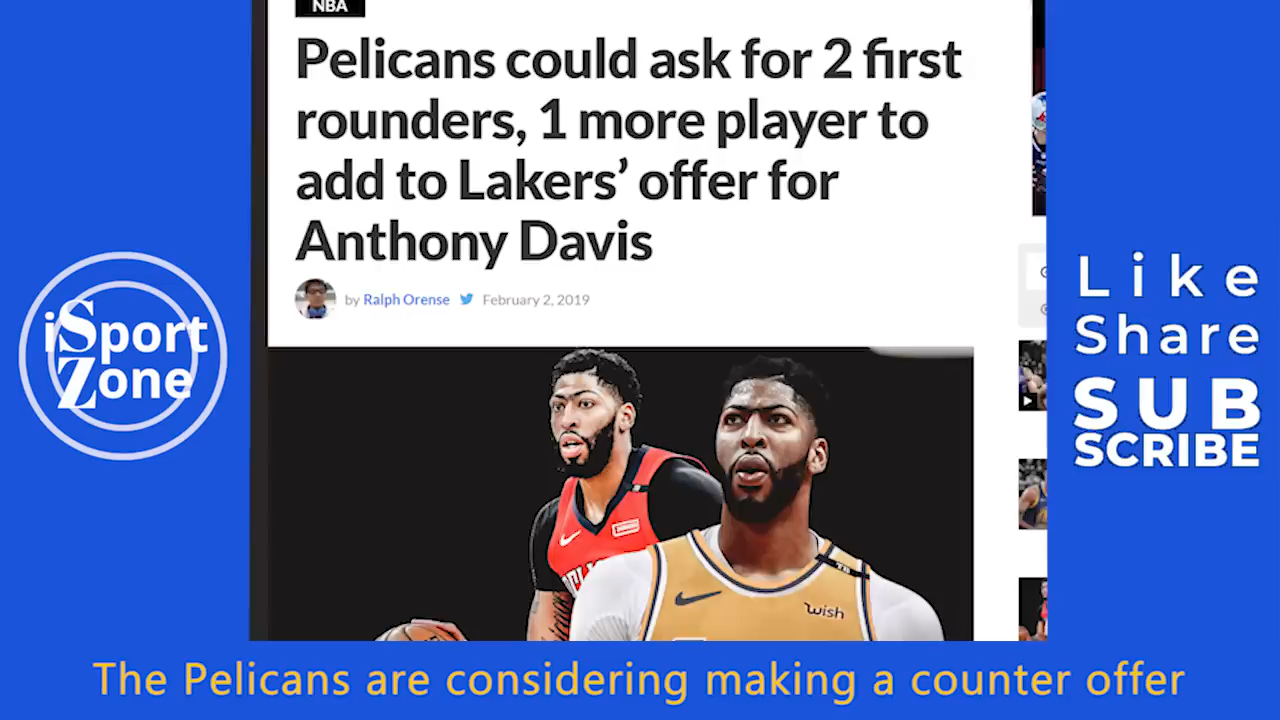 NBA
Pelicans could ask for 2 first
rounders, 1 more player to
add to Lakers' offer for
Anthony Davis
by Ralph Orense February 2, 2019
iSport
Zone
Like
Share
SUB
SCRIBE
wish
The Pelicans are considering making a counter offer